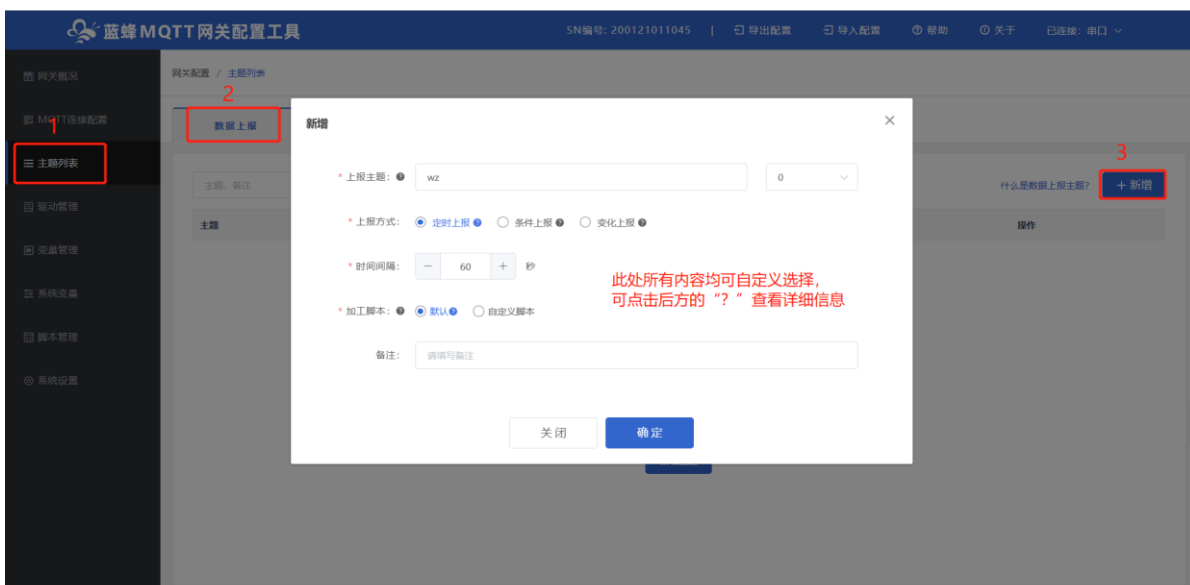 蓝蜂MQTT网关配置工具
SN编号: 200121011045 | 导出配置 导入配置 帮助 关于 已连接: 串口
网关概况
网关配置 / 主题列表
2
MQTT连接配置
1
数据上报
新增
3
主题列表
* 上报主题: wz 0
主题、备注
什么是数据上报主题?
+ 新增
驱动管理
* 上报方式: 定时上报 条件上报 变化上报
主题
操作
变量管理
* 时间间隔: − 60 + 秒
此处所有内容均可自定义选择，
可点击后方的“？”查看详细信息
系统变量
* 加工脚本: 默认 自定义脚本
脚本管理
备注: 请填写备注
系统设置
关闭 确定